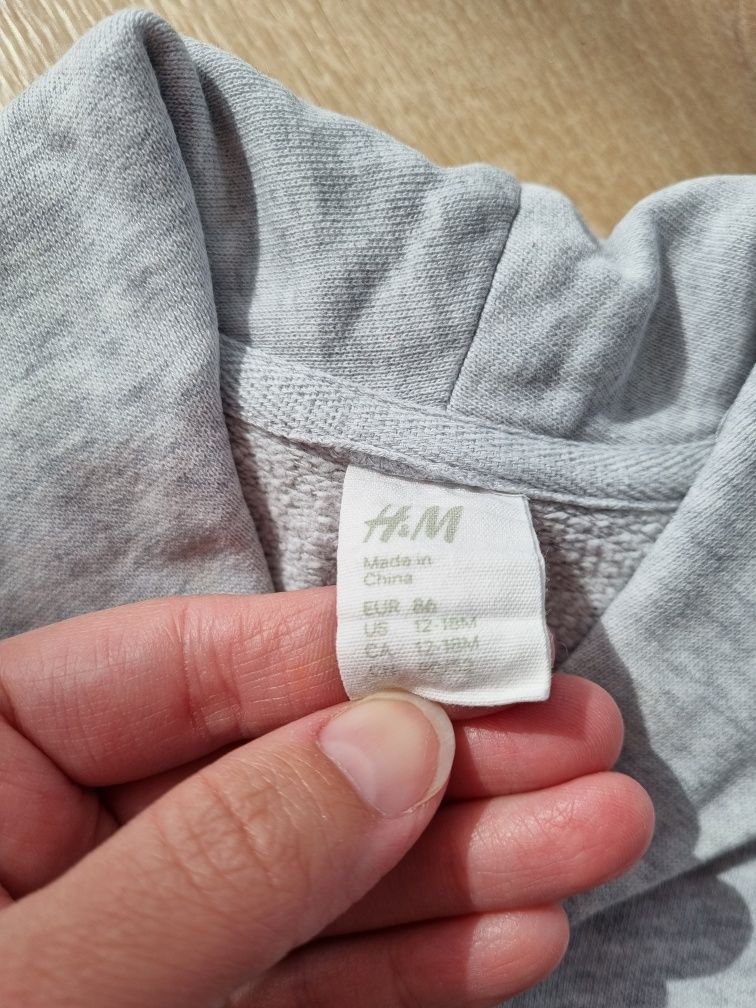 H&M
Made in
China
EUR 86
US 12-18M
CA 12-18M